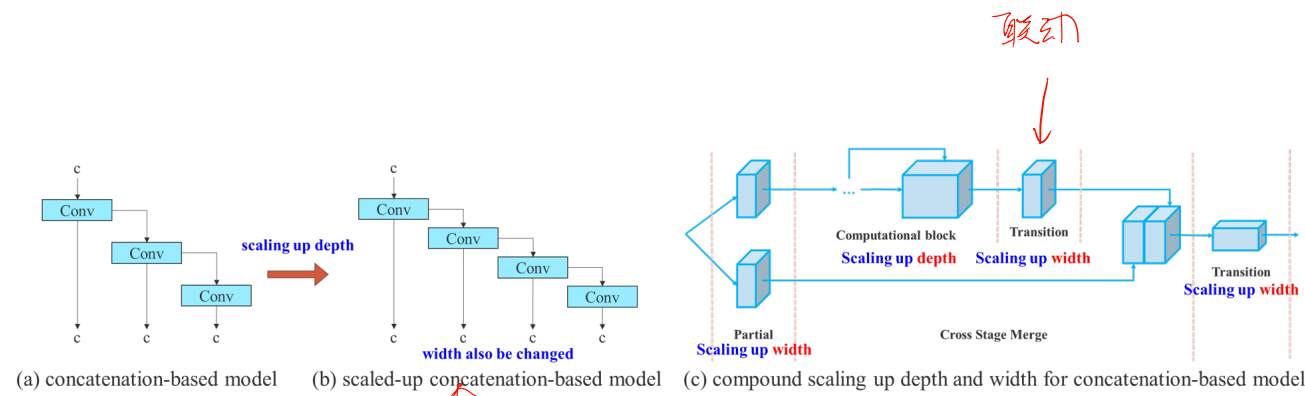 联动
c
Conv
Conv
Conv
c
c
c
scaling up depth
c
Conv
Conv
Conv
Conv
c
c
c
c
width also be changed
...
Computational block
Scaling up depth
Transition
Scaling up width
Transition
Scaling up width
Partial
Scaling up width
Cross Stage Merge
(a) concatenation-based model
(b) scaled-up concatenation-based model
(c) compound scaling up depth and width for concatenation-based model